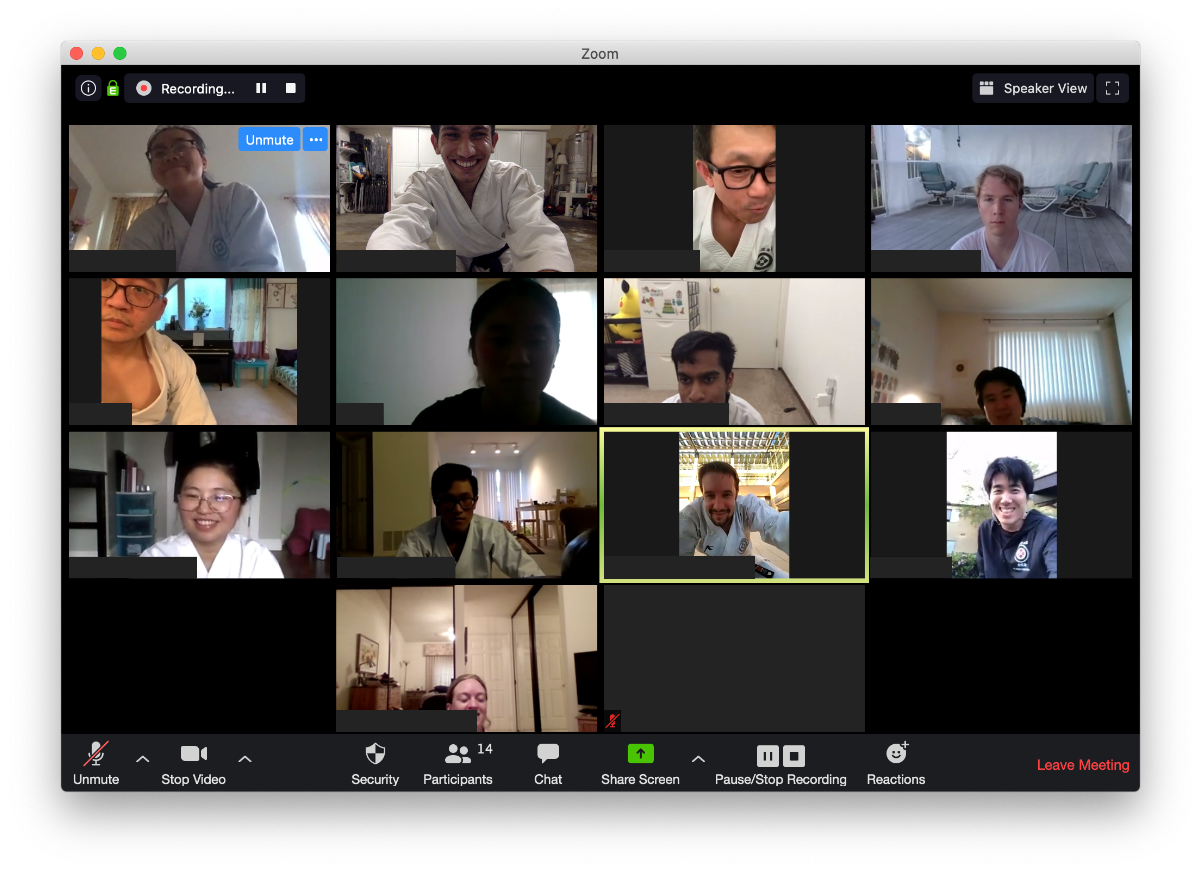 Zoom
Recording...
Speaker View
Unmute
14
Unmute
Stop Video
Security
Participants
Chat
Share Screen
Pause/Stop Recording
Reactions
Leave Meeting